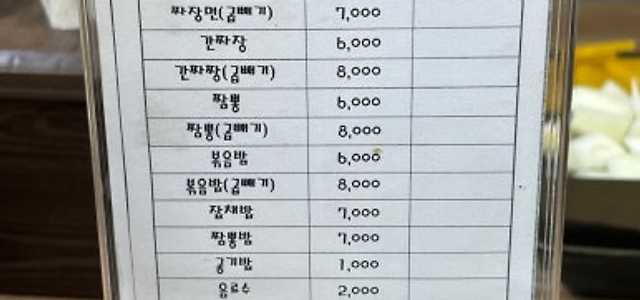 짜장면(곱빼기) 7,000
간짜장 6,000
간짜짱(곱빼기) 8,000
짬뽕 6,000
짬뽕(곱빼기) 8,000
볶음밥 6,000
볶음밥(곱빼기) 8,000
잡채밥 7,000
짬뽕밥 7,000
공기밥 1,000
음료수 2,000